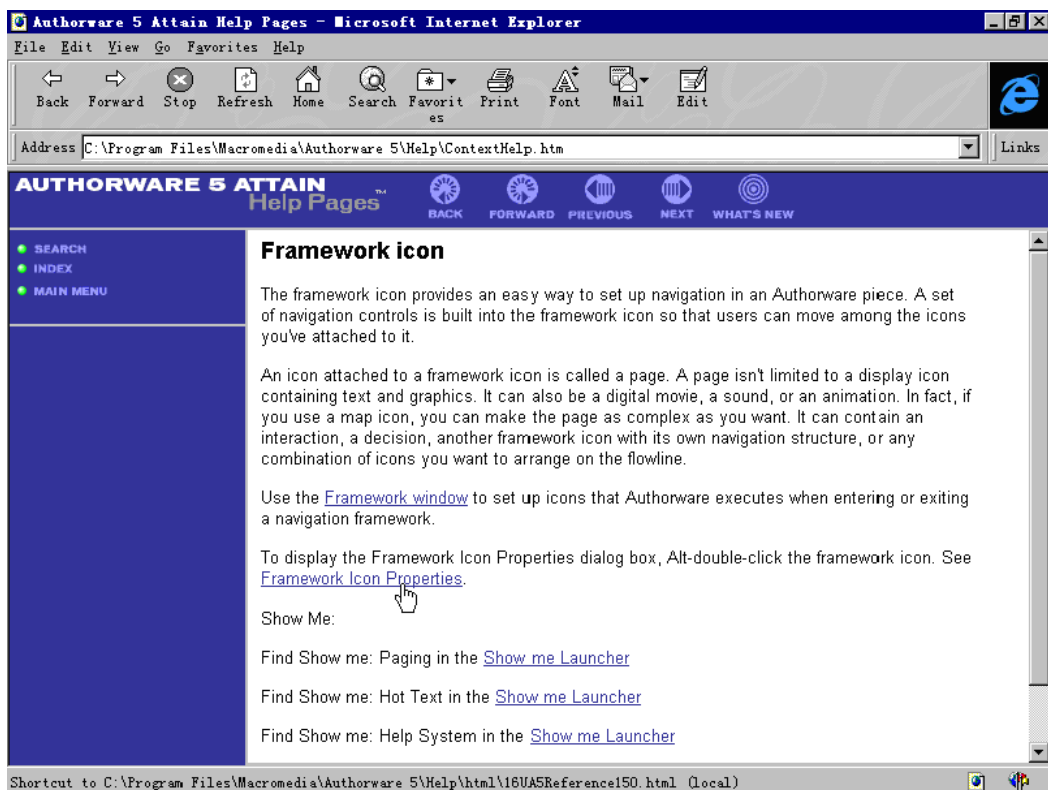 Authorware 5 Attain Help Pages - Microsoft Internet Explorer
File Edit View Go Favorites Help
Back Forward Stop Refresh Home Search Favorit es Print Font Mail Edit
Address C:\Program Files\Macromedia\Authorware 5\Help\ContextHelp.htm Links
AUTHORWARE 5 ATTAIN™
Help Pages
BACK FORWARD PREVIOUS NEXT WHAT'S NEW
SEARCH
INDEX
MAIN MENU
Framework icon
The framework icon provides an easy way to set up navigation in an Authorware piece. A set
of navigation controls is built into the framework icon so that users can move among the icons
you've attached to it.
An icon attached to a framework icon is called a page. A page isn't limited to a display icon
containing text and graphics. It can also be a digital movie, a sound, or an animation. In fact, if
you use a map icon, you can make the page as complex as you want. It can contain an
interaction, a decision, another framework icon with its own navigation structure, or any
combination of icons you want to arrange on the flowline.
Use the Framework window to set up icons that Authorware executes when entering or exiting
a navigation framework.
To display the Framework Icon Properties dialog box, Alt-double-click the framework icon. See
Framework Icon Properties.
Show Me:
Find Show me: Paging in the Show me Launcher
Find Show me: Hot Text in the Show me Launcher
Find Show me: Help System in the Show me Launcher
Shortcut to C:\Program Files\Macromedia\Authorware 5\Help\html\16UA5Reference150.html (local)